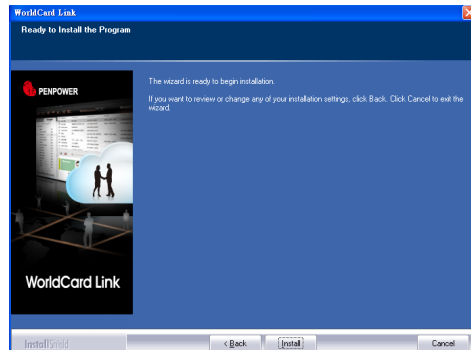 WorldCard Link
Ready to Install the Program
PENPOWER
The wizard is ready to begin installation.
If you want to review or change any of your installation settings, click Back. Click Cancel to exit the
wizard.
WorldCard Link
InstallShield
< Back
Install
Cancel